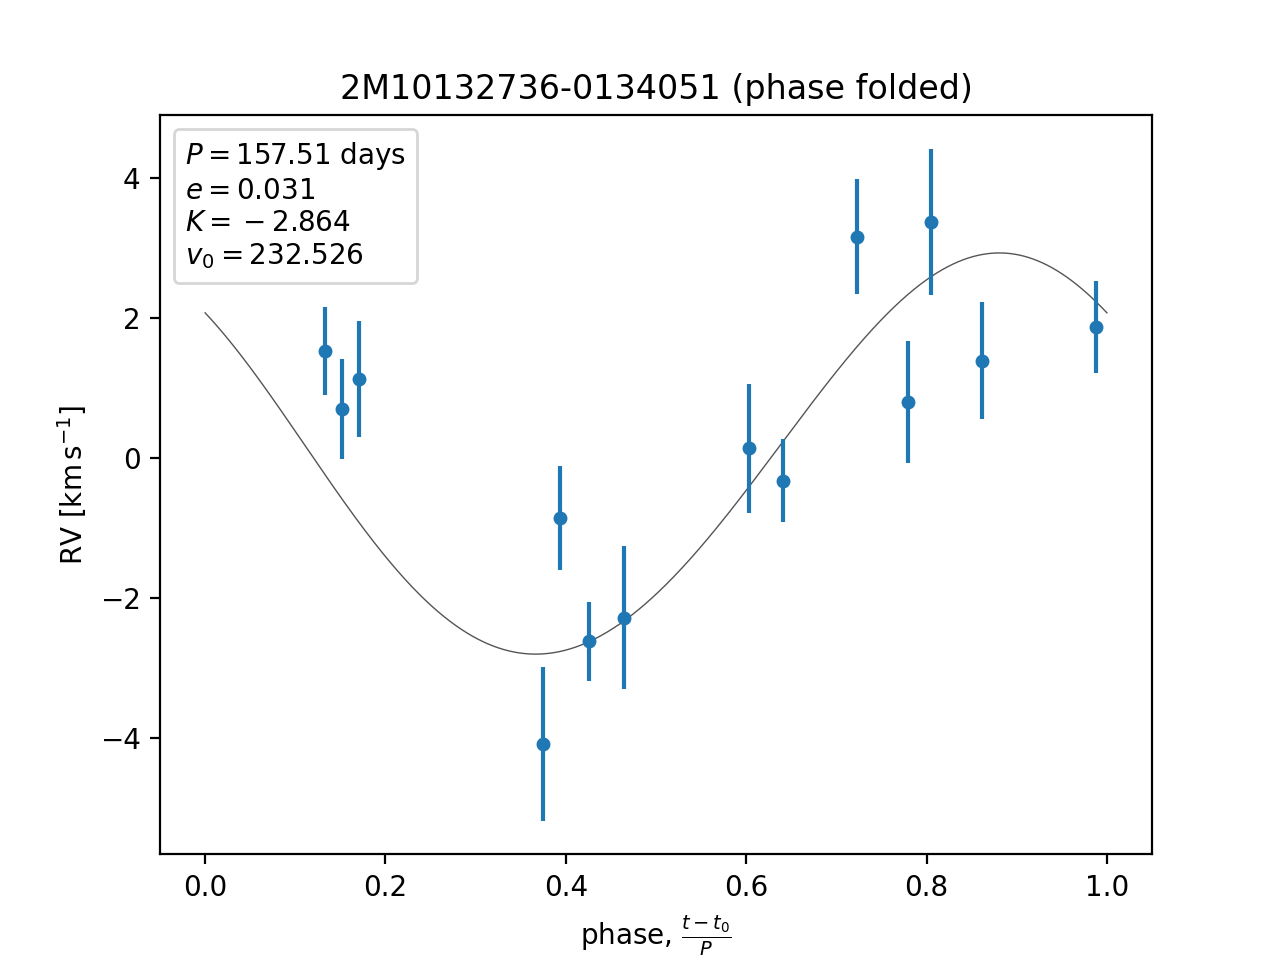 2M10132736-0134051 (phase folded)
P = 157.51 days
e = 0.031
K = −2.864
v₀ = 232.526
4
2
0
−2
−4
RV [km s⁻¹]
0.0 0.2 0.4 0.6 0.8 1.0
phase, (t − t₀)/P